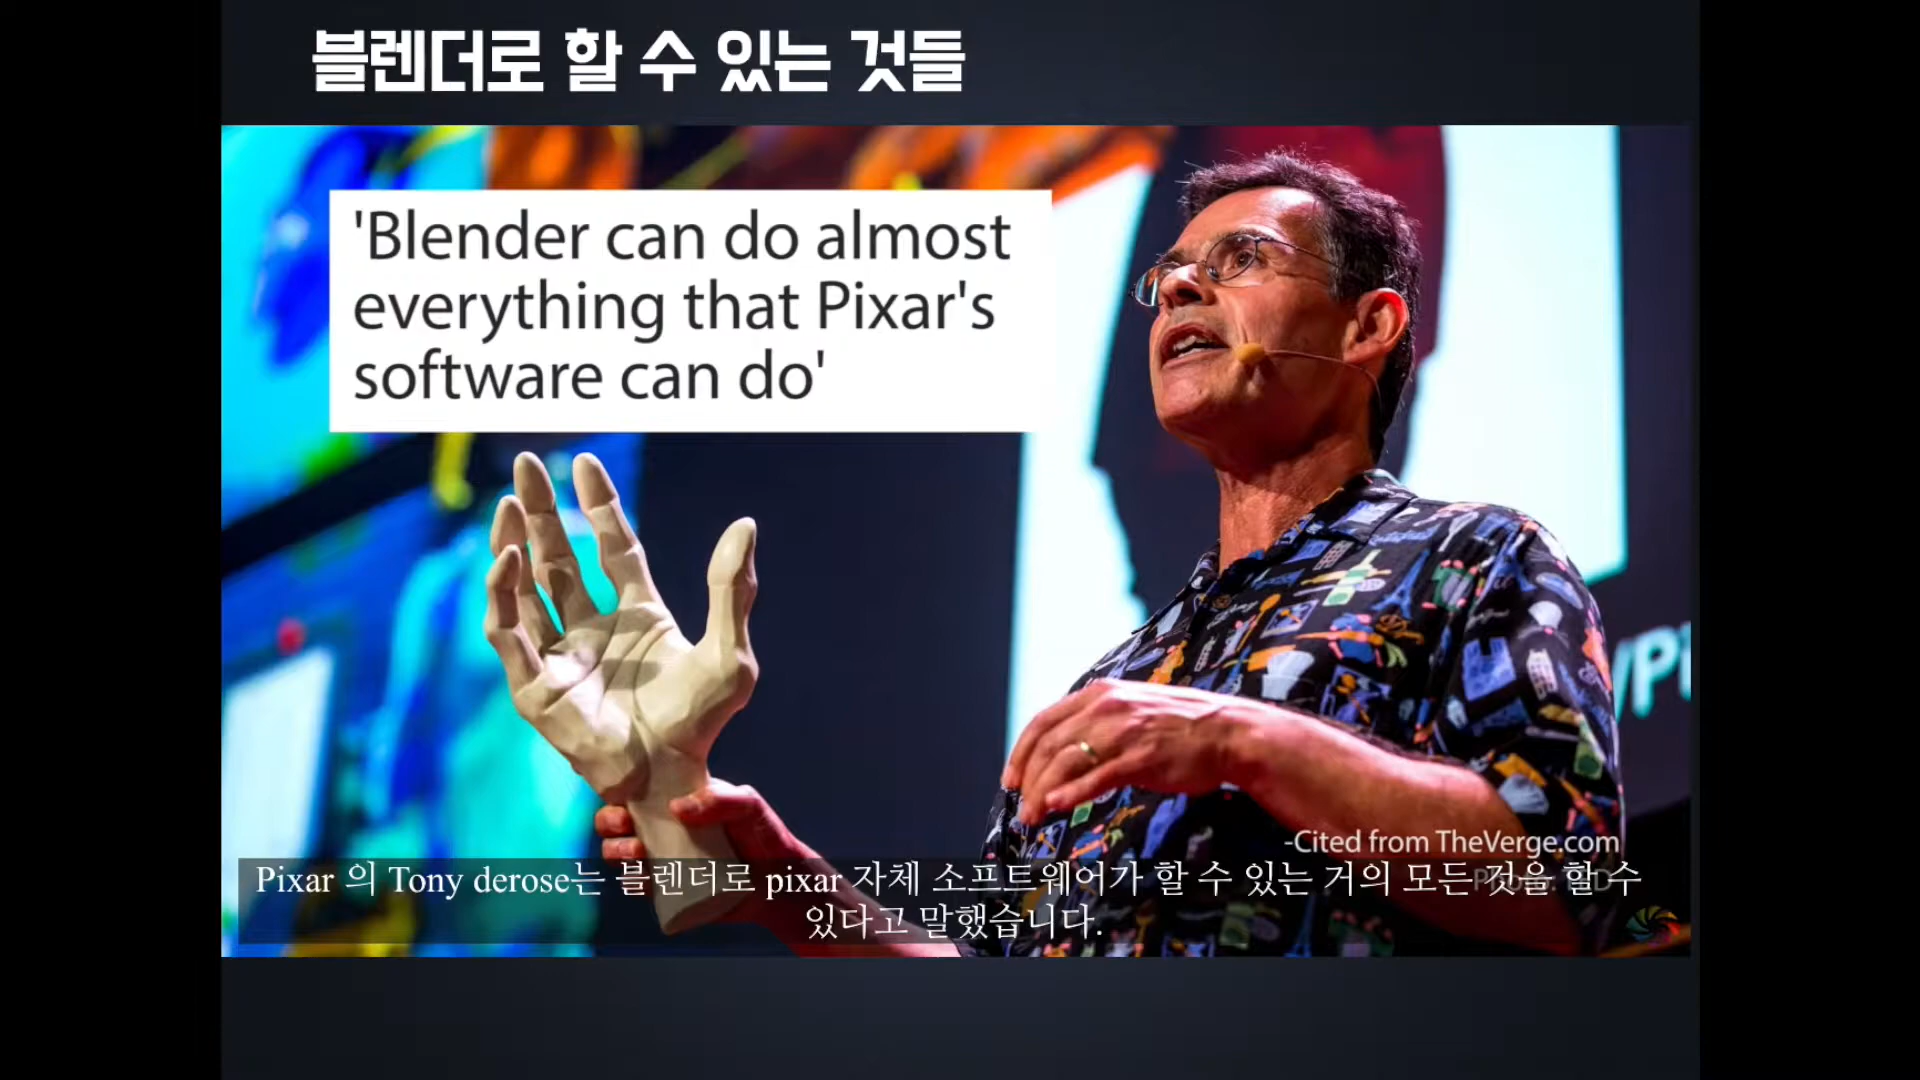 블렌더로 할 수 있는 것들
'Blender can do almost
everything that Pixar's
software can do'
/Pi
-Cited from TheVerge.com
Pixar 의 Tony derose는 블렌더로 pixar 자체 소프트웨어가 할 수 있는 거의 모든 것을 할 수
있다고 말했습니다.